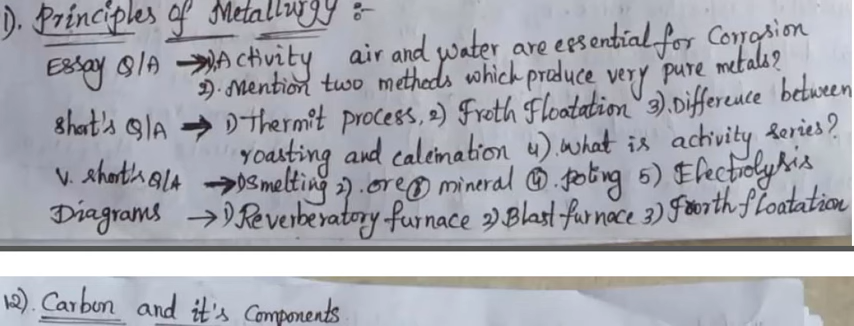 1). Principles of Metallurgy :-
Essay Q/A → 1). Activity air and water are essential for Corrosion
2). Mention two methods which produce very pure metals?
Short's Q/A → 1) Thermit process, 2) Froth Floatation 3). Difference between
roasting and calcination 4). what is activity series?
V. short's Q/A → 1) Smelting 2). ore 3) mineral 4). poling 5) Electrolysis
Diagrams → 1) Reverberatory furnace 2) Blast furnace 3) Froorth floatation
12). Carbon and it's Components